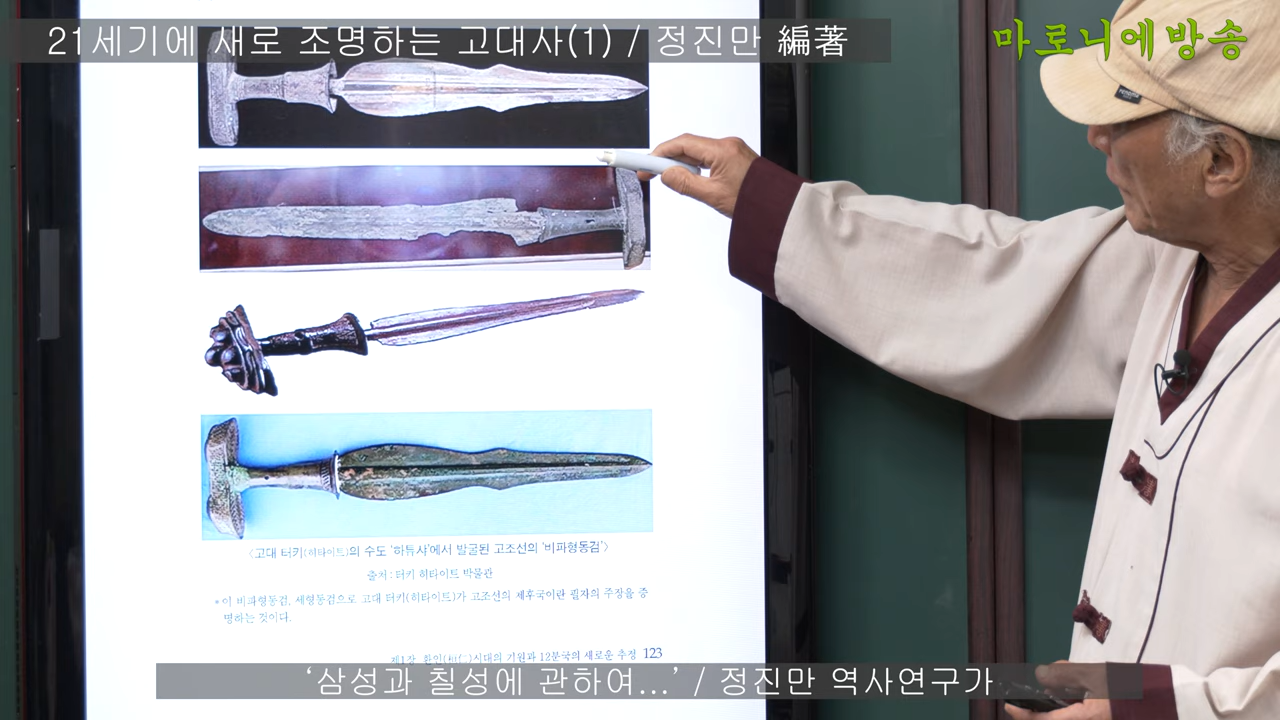 21세기에 새로 조명하는 고대사(1) / 정진만 編著
마로니에방송
<고대 터키(히타이트)의 수도 '하튜샤'에서 발굴된 고조선의 '비파형동검'>
출처 : 터키 히타이트 박물관
* 이 비파형동검, 세형동검으로 고대 터키(히타이트)가 고조선의 제후국이란 필자의 주장을 증
명하는 것이다.
제1장 환인(桓仁)시대의 기원과 12분국의 새로운 추정 123
'삼성과 칠성에 관하여...' / 정진만 역사연구가